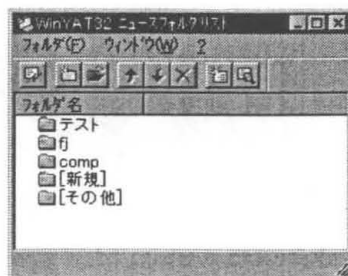 WinYAT32 ニュースフォルダリスト
フォルダ(F) ウィンドウ(W) ?
フォルダ名
テスト
fj
comp
[新規]
[その他]